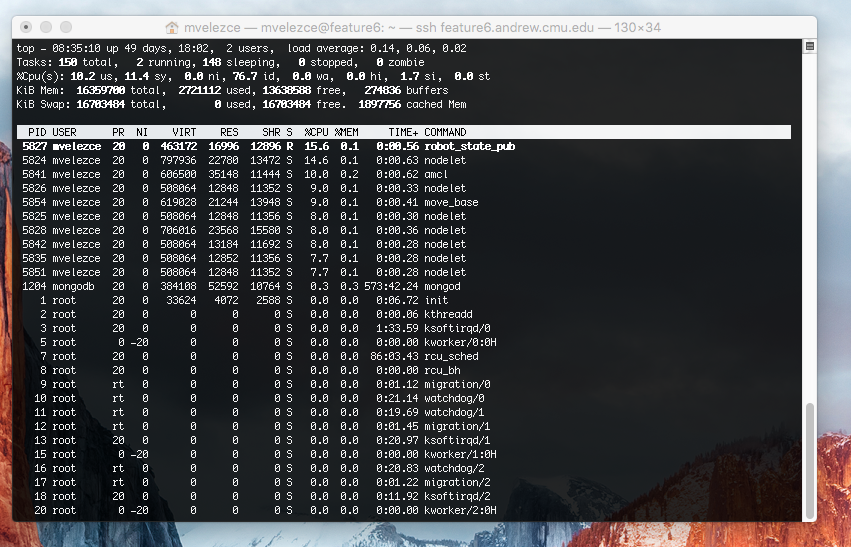 mvelezce — mvelezce@feature6: ~ — ssh feature6.andrew.cmu.edu — 130×34
top - 08:35:10 up 49 days, 18:02,  2 users,  load average: 0.14, 0.06, 0.02
Tasks: 150 total,   2 running, 148 sleeping,   0 stopped,   0 zombie
%Cpu(s): 10.2 us, 11.4 sy,  0.0 ni, 76.7 id,  0.0 wa,  0.0 hi,  1.7 si,  0.0 st
KiB Mem:  16359700 total,  2721112 used, 13638588 free,   274836 buffers
KiB Swap: 16703484 total,        0 used, 16703484 free.  1897756 cached Mem
PID USER      PR  NI    VIRT    RES    SHR S  %CPU %MEM     TIME+ COMMAND
5827 mvelezce  20   0  463172  16996  12896 R  15.6  0.1   0:00.56 robot_state_pub
5824 mvelezce  20   0  797936  22780  13472 S  14.6  0.1   0:00.63 nodelet
5841 mvelezce  20   0  606500  35148  11444 S  10.0  0.2   0:00.62 amcl
5826 mvelezce  20   0  508064  12848  11352 S   9.0  0.1   0:00.33 nodelet
5854 mvelezce  20   0  619028  21244  13948 S   9.0  0.1   0:00.41 move_base
5825 mvelezce  20   0  508064  12848  11356 S   8.0  0.1   0:00.30 nodelet
5828 mvelezce  20   0  706016  23568  15580 S   8.0  0.1   0:00.36 nodelet
5842 mvelezce  20   0  508064  13184  11692 S   8.0  0.1   0:00.28 nodelet
5835 mvelezce  20   0  508064  12852  11356 S   7.7  0.1   0:00.28 nodelet
5851 mvelezce  20   0  508064  12848  11352 S   7.7  0.1   0:00.28 nodelet
1204 mongodb   20   0  384108  52592  10764 S   0.3  0.3 573:42.24 mongod
1 root      20   0   33624   4072   2588 S   0.0  0.0   0:06.72 init
2 root      20   0       0      0      0 S   0.0  0.0   0:00.06 kthreadd
3 root      20   0       0      0      0 S   0.0  0.0   1:33.59 ksoftirqd/0
5 root       0 -20       0      0      0 S   0.0  0.0   0:00.00 kworker/0:0H
7 root      20   0       0      0      0 S   0.0  0.0  86:03.43 rcu_sched
8 root      20   0       0      0      0 S   0.0  0.0   0:00.00 rcu_bh
9 root      rt   0       0      0      0 S   0.0  0.0   0:01.12 migration/0
10 root      rt   0       0      0      0 S   0.0  0.0   0:21.14 watchdog/0
11 root      rt   0       0      0      0 S   0.0  0.0   0:19.69 watchdog/1
12 root      rt   0       0      0      0 S   0.0  0.0   0:01.45 migration/1
13 root      20   0       0      0      0 S   0.0  0.0   0:20.97 ksoftirqd/1
15 root       0 -20       0      0      0 S   0.0  0.0   0:00.00 kworker/1:0H
16 root      rt   0       0      0      0 S   0.0  0.0   0:20.83 watchdog/2
17 root      rt   0       0      0      0 S   0.0  0.0   0:01.22 migration/2
18 root      20   0       0      0      0 S   0.0  0.0   0:11.92 ksoftirqd/2
20 root       0 -20       0      0      0 S   0.0  0.0   0:00.00 kworker/2:0H